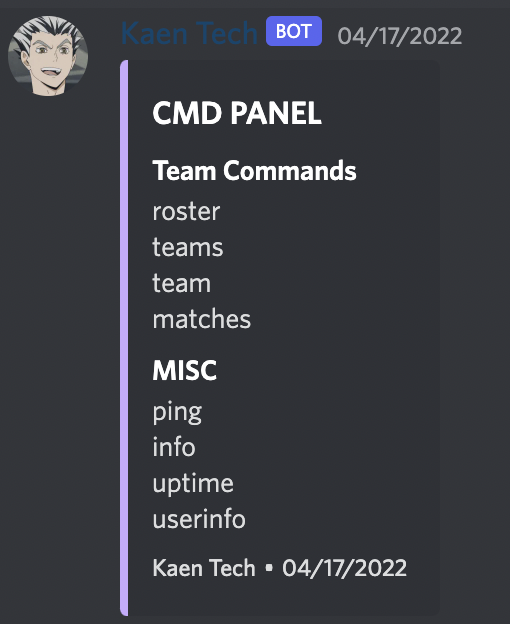 Kaen Tech BOT 04/17/2022
CMD PANEL
Team Commands
roster
teams
team
matches
MISC
ping
info
uptime
userinfo
Kaen Tech • 04/17/2022